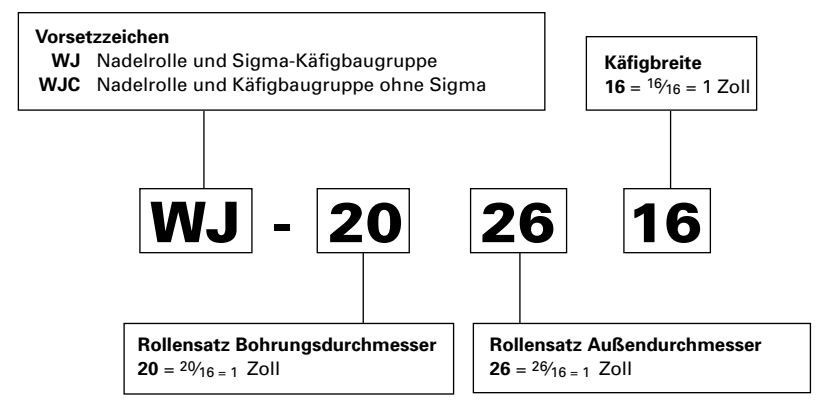 Vorsetzzeichen
WJ Nadelrolle und Sigma-Käfigbaugruppe
WJC Nadelrolle und Käfigbaugruppe ohne Sigma
Käfigbreite
16 = 16/16 = 1 Zoll
WJ - 20 26 16
Rollensatz Bohrungsdurchmesser
20 = 20/16 = 1 Zoll
Rollensatz Außendurchmesser
26 = 26/16 = 1 Zoll